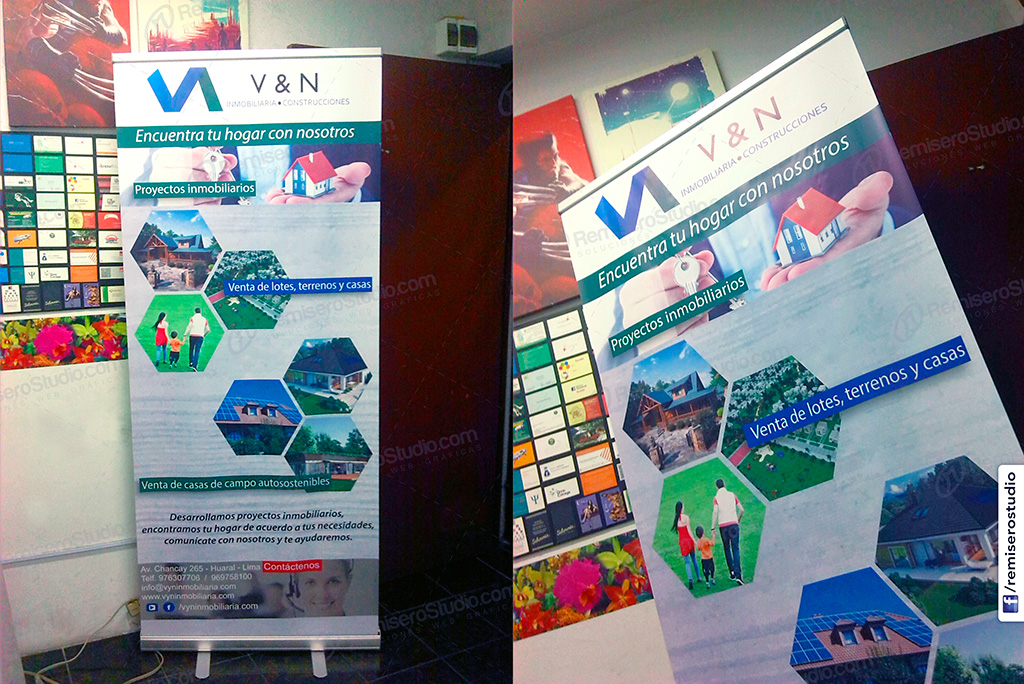 V & N
INMOBILIARIA • CONSTRUCCIONES
Encuentra tu hogar con nosotros
Proyectos inmobiliarios
Venta de lotes, terrenos y casas
Venta de casas de campo autosostenibles
Desarrollamos proyectos inmobiliarios,
encontramos tu hogar de acuerdo a tus necesidades,
comunícate con nosotros y te ayudaremos.
Av. Chancay 265 - Huaral - Lima Contáctenos
Telf. 976307706 / 969758100
info@vyninmobiliaria.com
www.vyninmobiliaria.com
/vyninmobiliaria.com
V & N
INMOBILIARIA • CONSTRUCCIONES
Encuentra tu hogar con nosotros
Proyectos inmobiliarios
Venta de lotes, terrenos y casas
RemiseroStudio.com
/remiserostudio